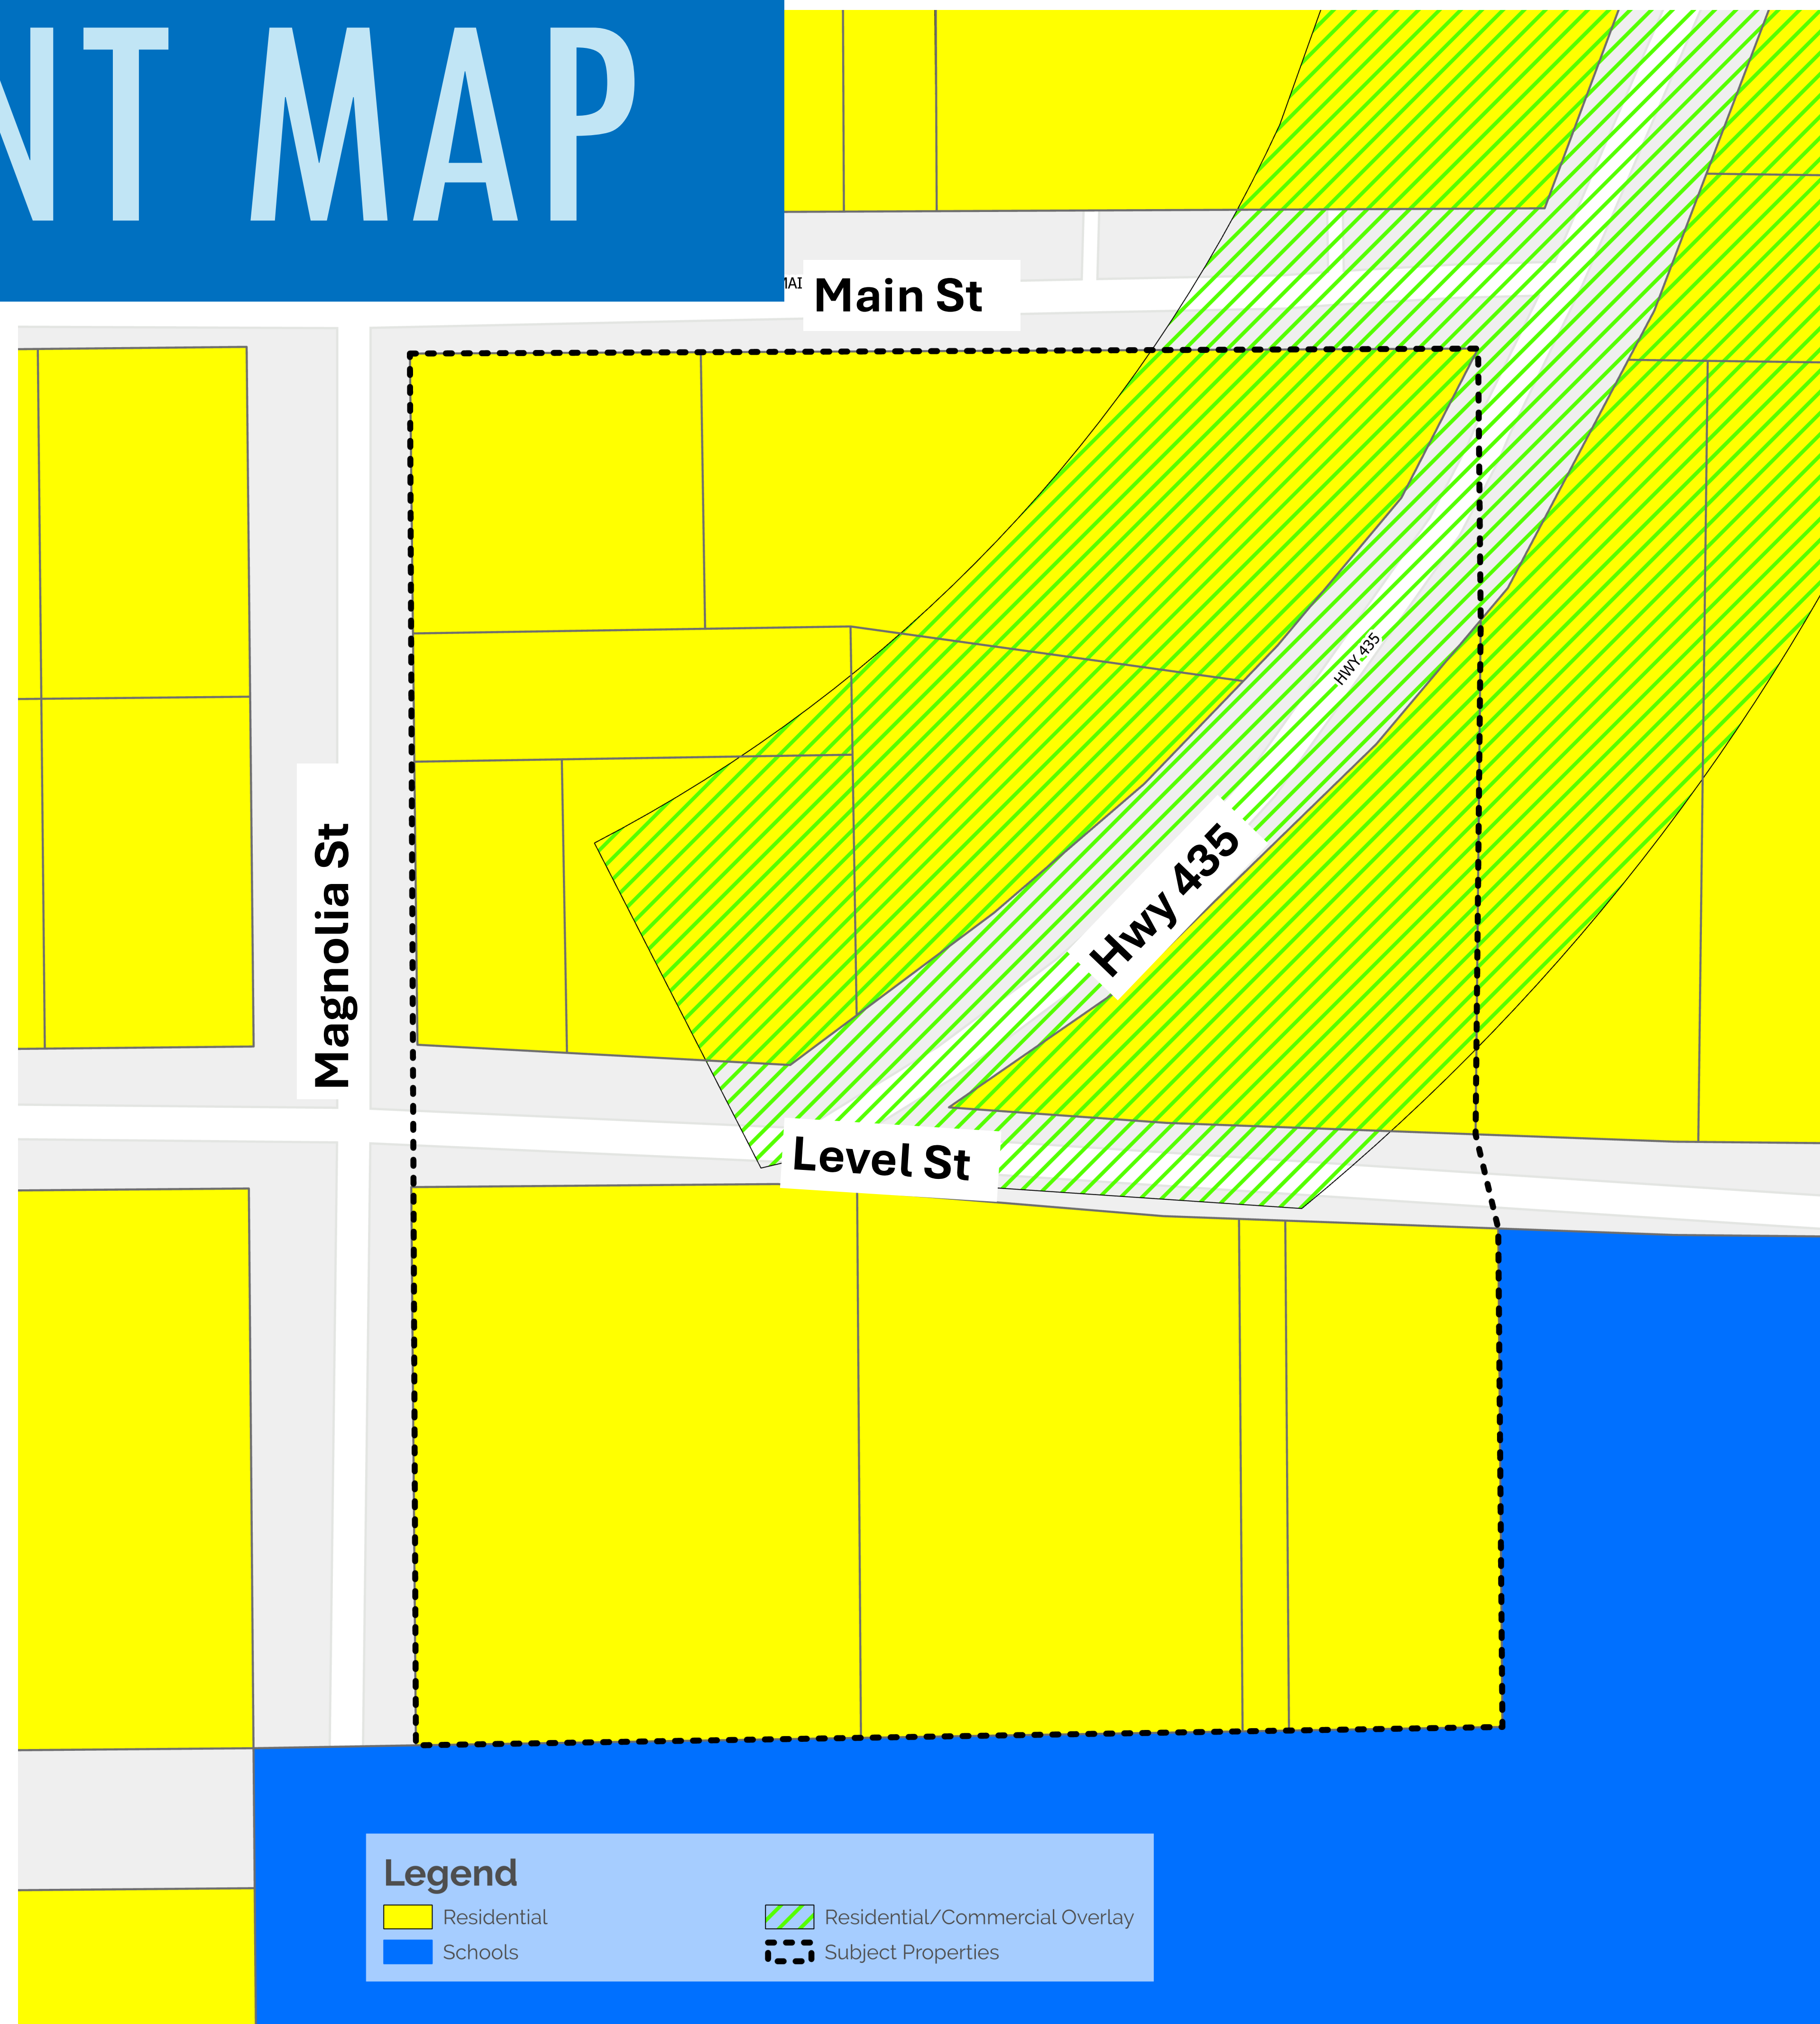 NT MAP
Main St
Magnolia St
HWY 435
Hwy 435
Level St
Legend
Residential
Schools
Residential/Commercial Overlay
Subject Properties